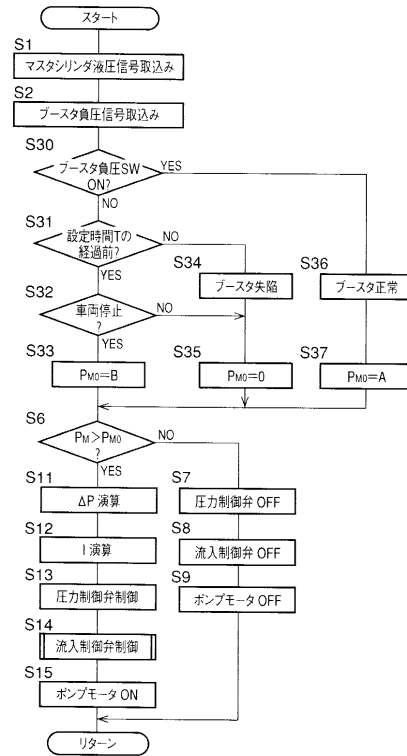 スタート
S1
マスタシリンダ液圧信号取込み
S2
ブースタ負圧信号取込み
S30
ブースタ負圧SW
ON?
YES
NO
S31
設定時間Tの
経過前?
NO
YES
S34
ブースタ失陥
S36
ブースタ正常
S32
車両停止
?
NO
YES
S33
PM0=B
S35
PM0=0
S37
PM0=A
S6
PM>PM0
?
NO
YES
S11
ΔP 演算
S7
圧力制御弁 OFF
S12
I 演算
S8
流入制御弁 OFF
S13
圧力制御弁制御
S9
ポンプモータ OFF
S14
流入制御弁制御
S15
ポンプモータ ON
リターン